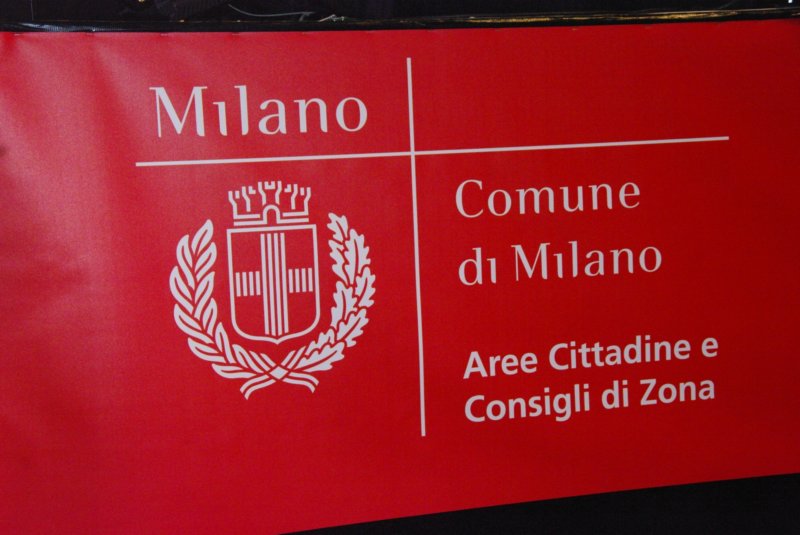 Milano
Comune
di Milano
Aree Cittadine e
Consigli di Zona